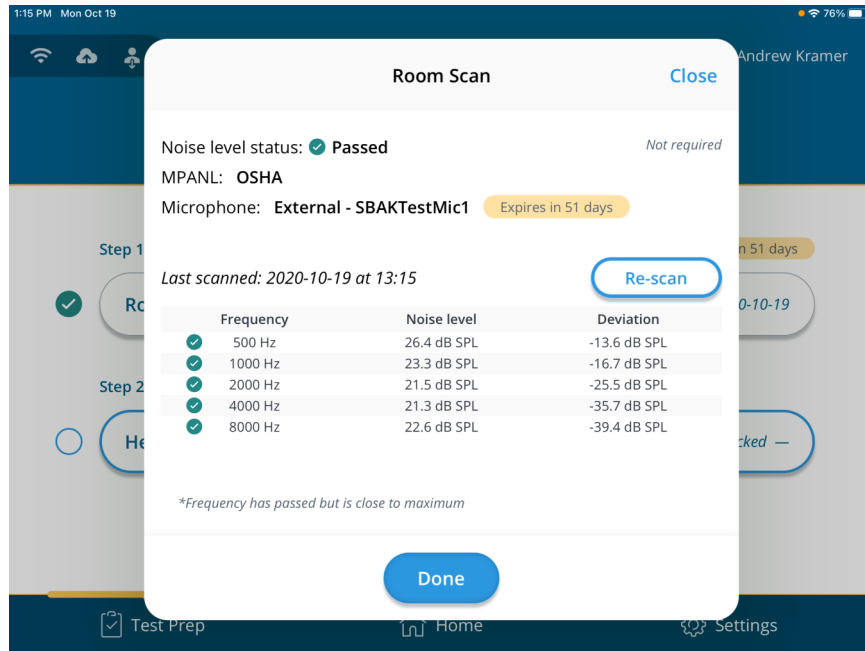 1:15 PM Mon Oct 19
76%
Andrew Kramer
Room Scan
Close
Noise level status: Passed
Not required
MPANL: OSHA
Microphone: External - SBAKTestMic1
Expires in 51 days
Step 1
n 51 days
Last scanned: 2020-10-19 at 13:15
Re-scan
Ro
0-10-19
Frequency Noise level Deviation
500 Hz 26.4 dB SPL -13.6 dB SPL
1000 Hz 23.3 dB SPL -16.7 dB SPL
2000 Hz 21.5 dB SPL -25.5 dB SPL
4000 Hz 21.3 dB SPL -35.7 dB SPL
8000 Hz 22.6 dB SPL -39.4 dB SPL
Step 2
He
cked —
*Frequency has passed but is close to maximum
Done
Test Prep
Home
Settings